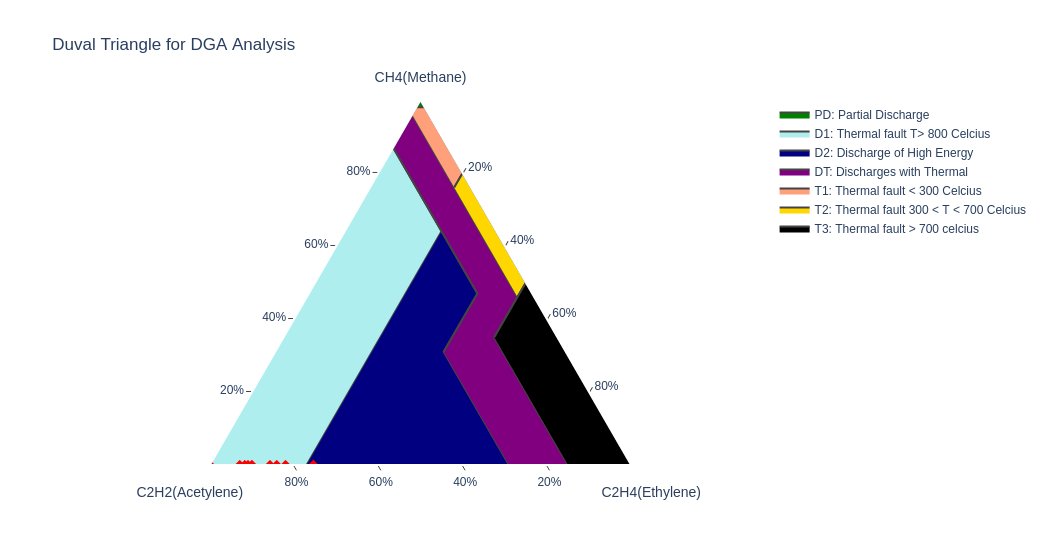 Duval Triangle for DGA Analysis
CH4(Methane)
80%
60%
40%
20%
20%
40%
60%
80%
80%
60%
40%
20%
C2H2(Acetylene)
C2H4(Ethylene)
PD: Partial Discharge
D1: Thermal fault T> 800 Celcius
D2: Discharge of High Energy
DT: Discharges with Thermal
T1: Thermal fault < 300 Celcius
T2: Thermal fault 300 < T < 700 Celcius
T3: Thermal fault > 700 celcius